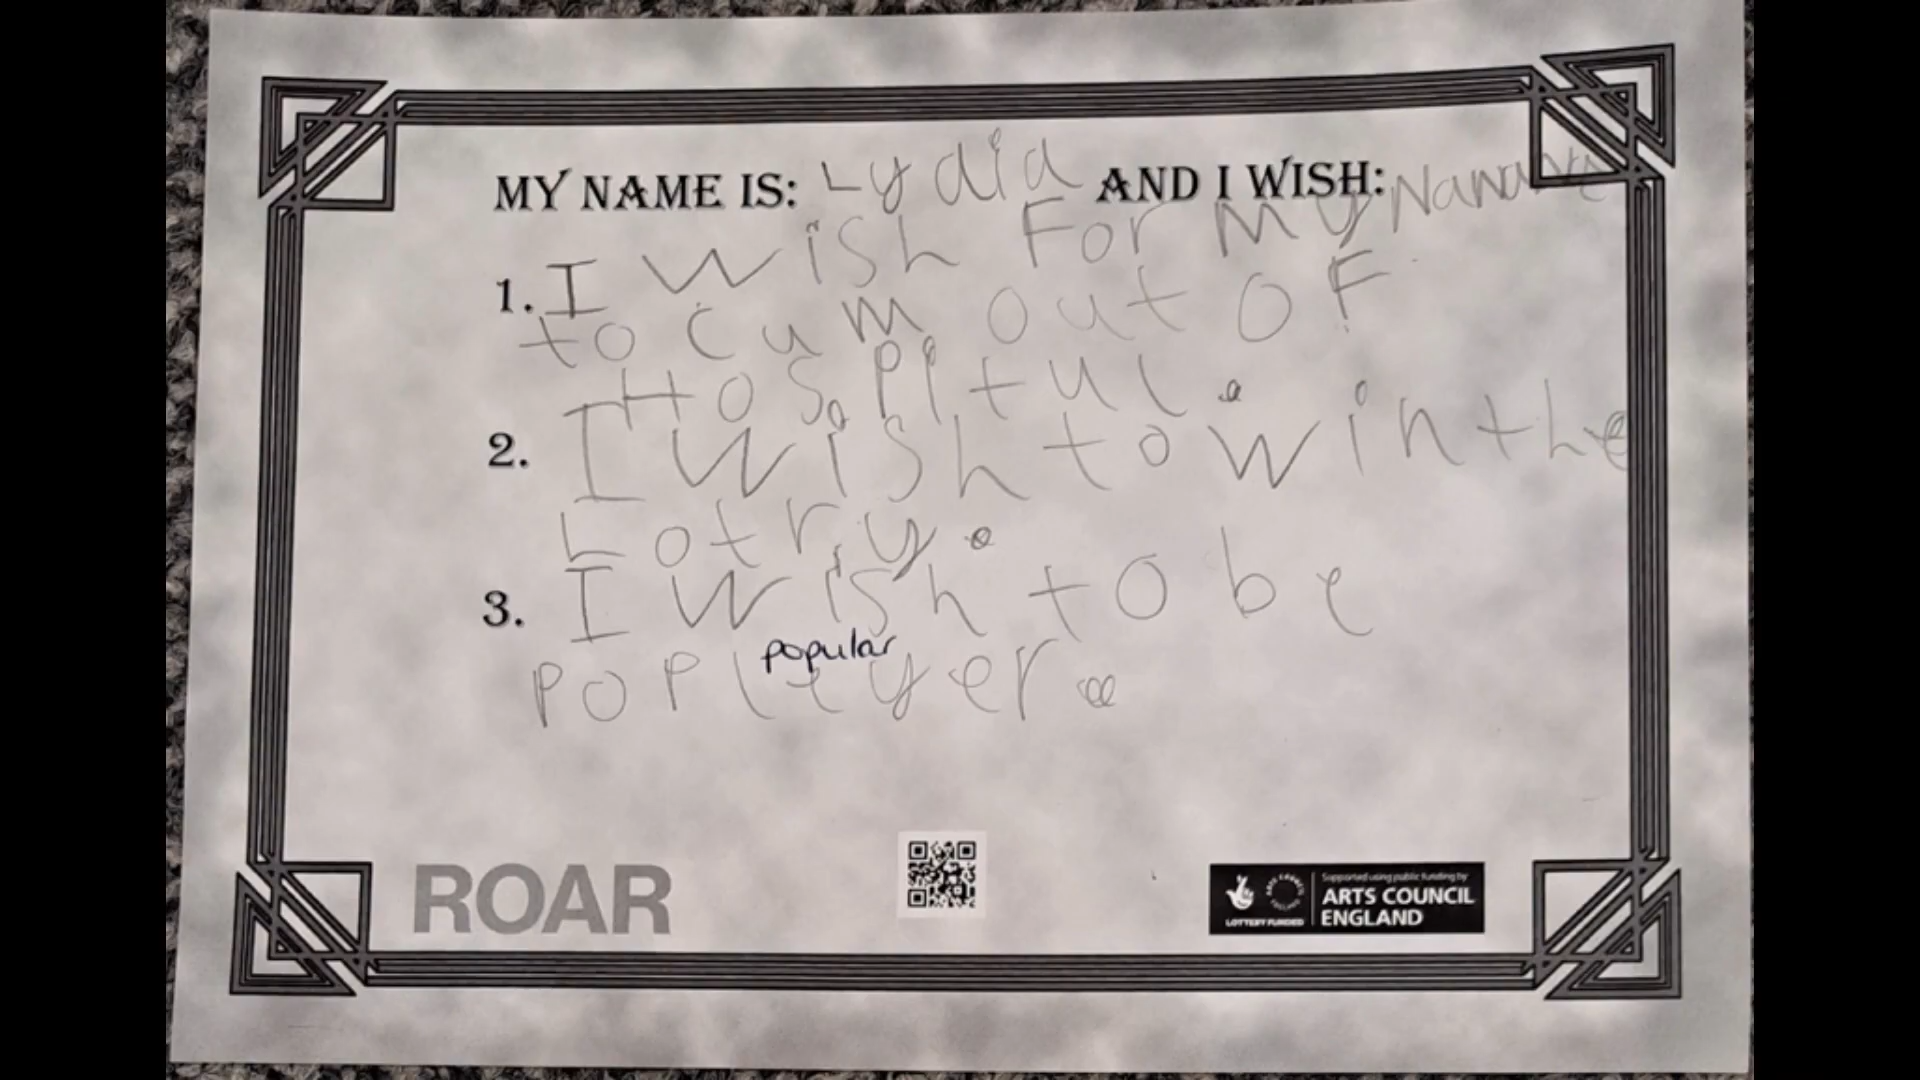 MY NAME IS: Lydia AND I WISH:
1. I wish For my
to cum out oF
Hospitul.
2. I wish to win the
Lotry.
3. I wish to be
popular
popleyer.
ROAR
LOTTERY FUNDED
Supported using public funding by
ARTS COUNCIL
ENGLAND